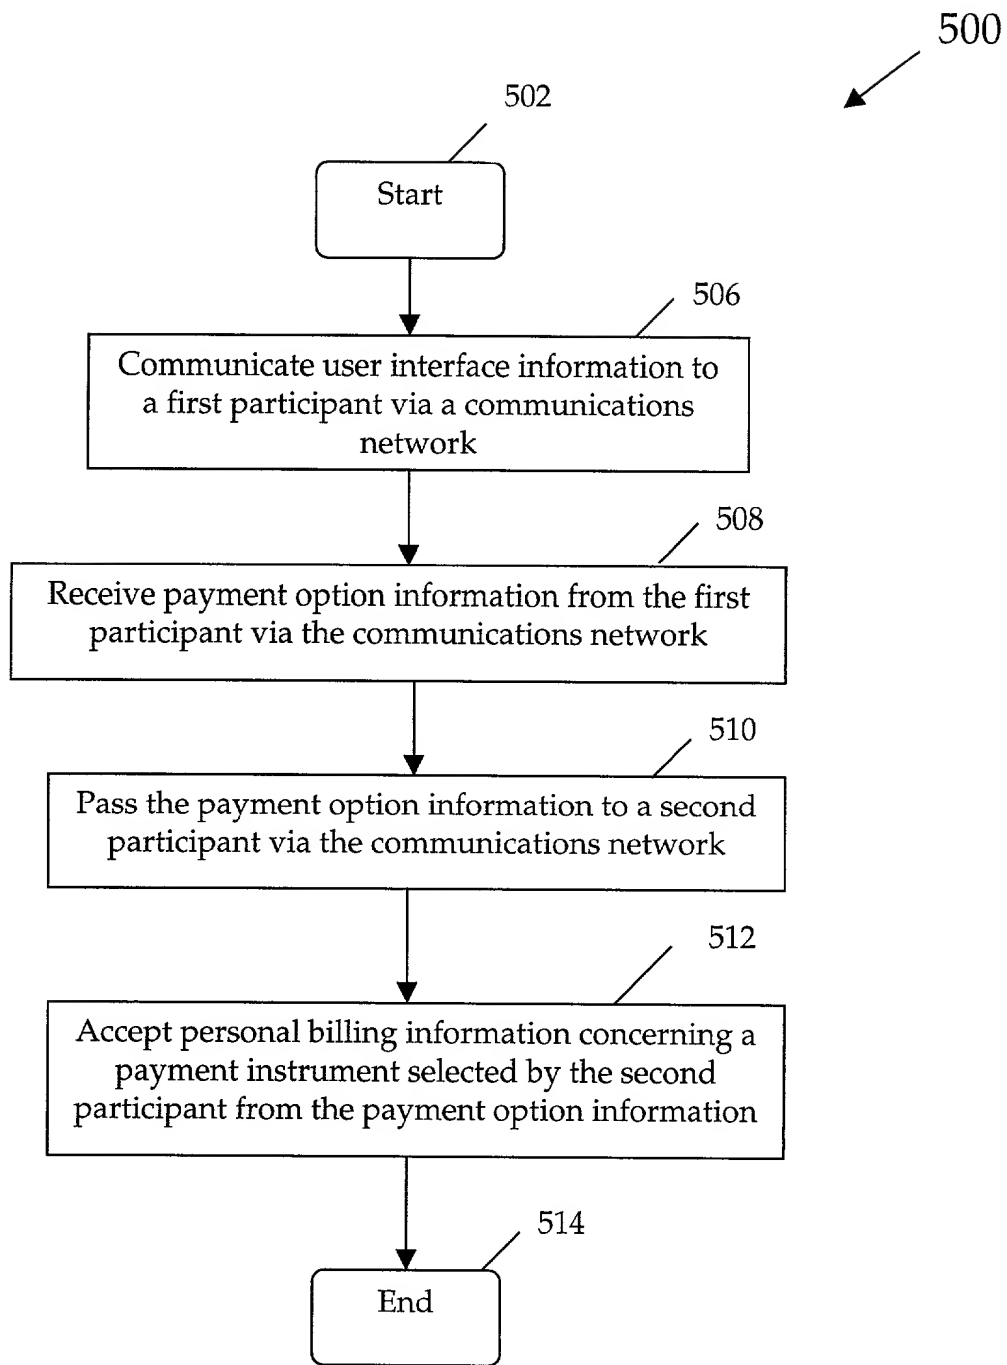 500
502
Start
506
Communicate user interface information to
a first participant via a communications
network
508
Receive payment option information from the first
participant via the communications network
510
Pass the payment option information to a second
participant via the communications network
512
Accept personal billing information concerning a
payment instrument selected by the second
participant from the payment option information
514
End